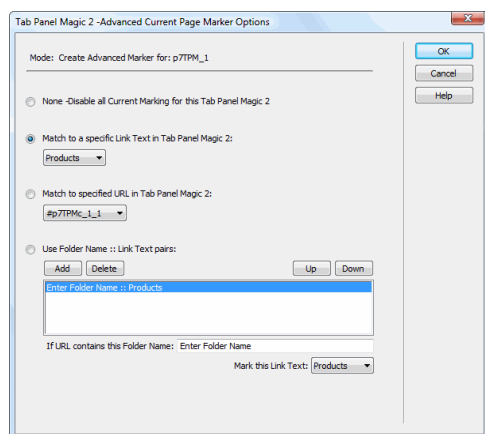 Tab Panel Magic 2 -Advanced Current Page Marker Options
OK
Mode: Create Advanced Marker for: p7TPM_1
Cancel
Help
None -Disable all Current Marking for this Tab Panel Magic 2
Match to a specific Link Text in Tab Panel Magic 2:
Products
Match to specified URL in Tab Panel Magic 2:
#p7TPMc_1_1
Use Folder Name :: Link Text pairs:
Add Delete Up Down
Enter Folder Name :: Products
If URL contains this Folder Name: Enter Folder Name
Mark this Link Text: Products